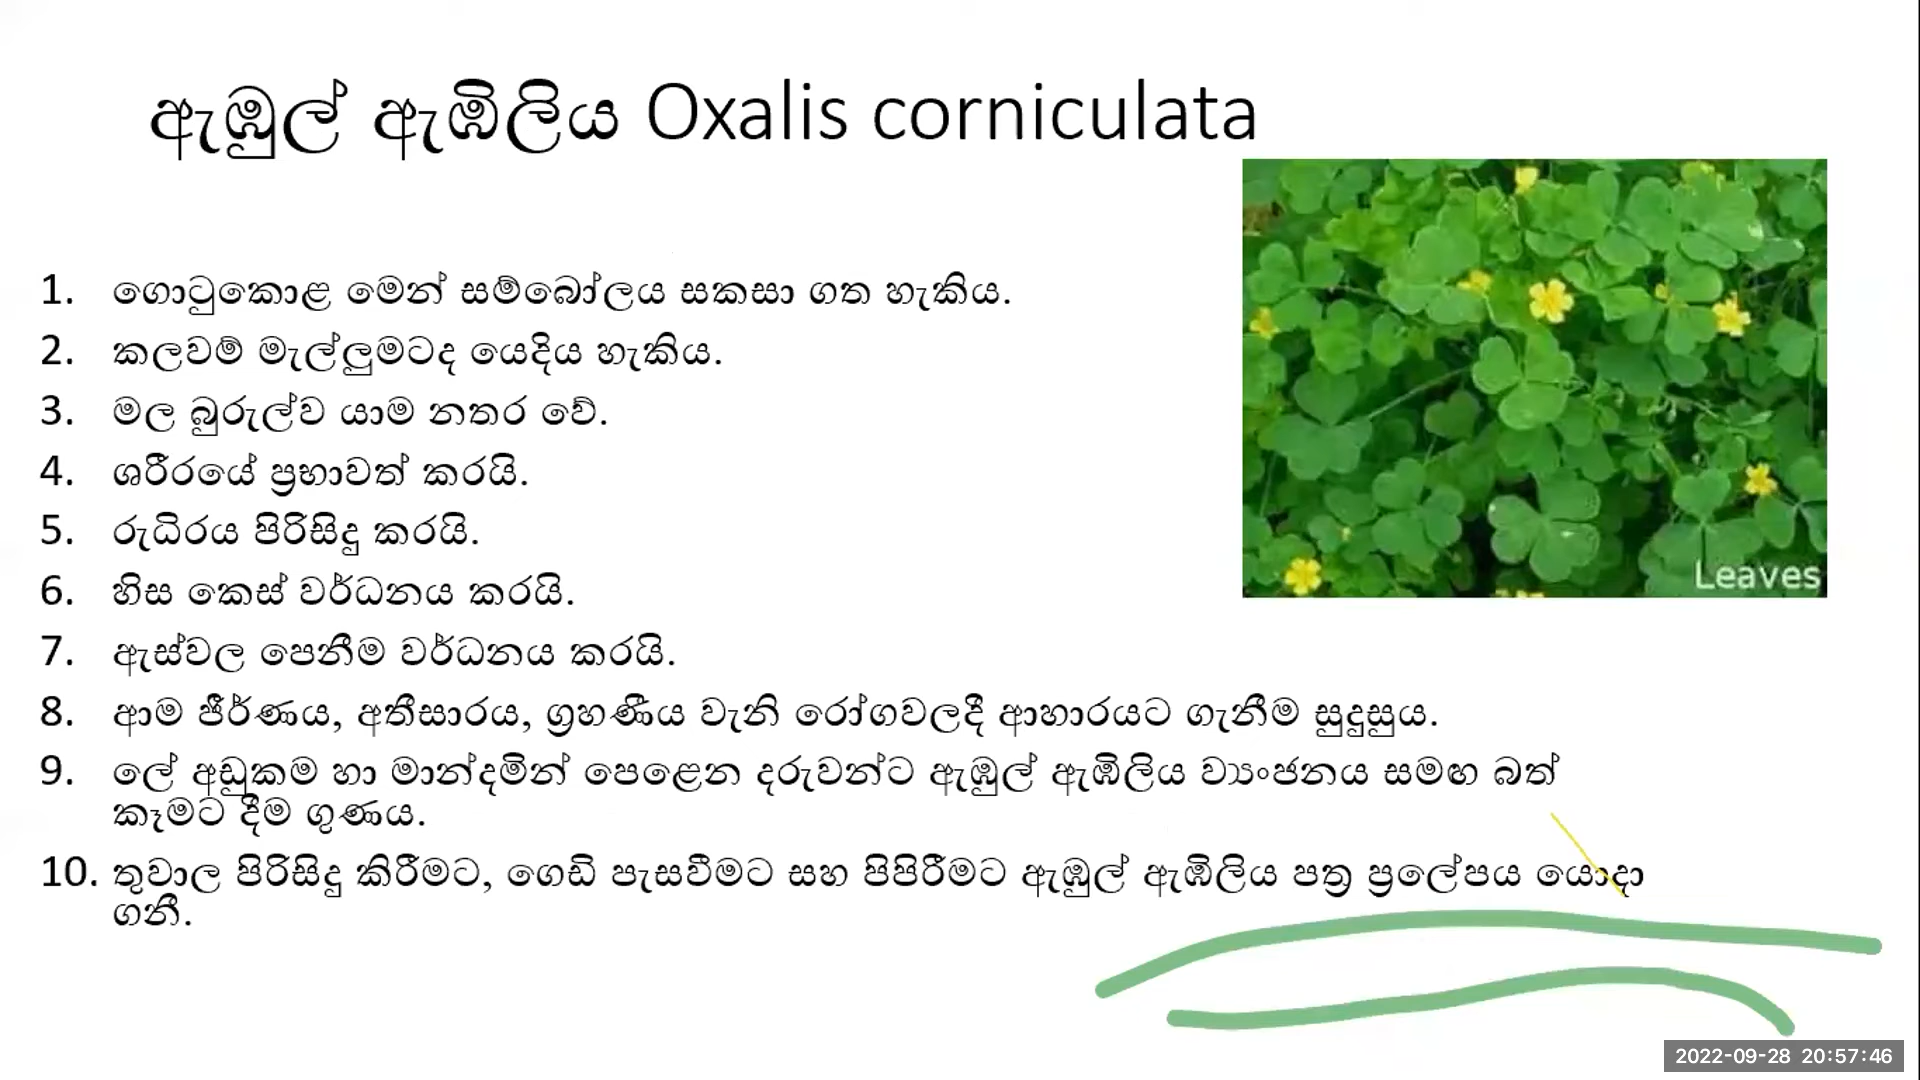 ඇඹුල් ඇඹිලිය Oxalis corniculata
1. ගොටුකොළ මෙන් සම්බෝලය සකසා ගත හැකිය.
2. කලවම් මැල්ලුමටද යෙදිය හැකිය.
3. මල බුරුල්ව යාම නතර වේ.
4. ශරීරයේ ප්‍රභාවත් කරයි.
5. රුධිරය පිරිසිදු කරයි.
6. හිස කෙස් වර්ධනය කරයි.
7. ඇස්වල පෙනීම වර්ධනය කරයි.
Leaves
8. ආම ජීර්ණය, අතීසාරය, ග්‍රහණීය වැනි රෝගවලදී ආහාරයට ගැනීම සුදුසුය.
9. ලේ අඩුකම හා මාන්දමින් පෙළෙන දරුවන්ට ඇඹුල් ඇඹිලිය ව්‍යංජනය සමඟ බත්
කෑමට දීම ගුණය.
10. තුවාල පිරිසිදු කිරීමට, ගෙඩි පැසවීමට සහ පිපිරීමට ඇඹුල් ඇඹිලිය පත්‍ර ප්‍රලේපය යොදා
ගනී.
2022-09-28 20:57:46